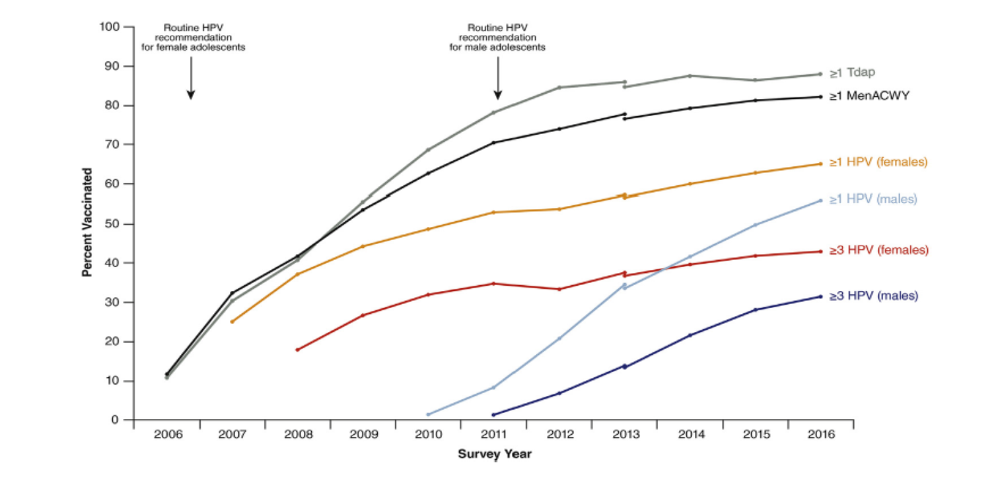 Routine HPV
recommendation
for female adolescents
Routine HPV
recommendation
for male adolescents
Percent Vaccinated
100
90
80
70
60
50
40
30
20
10
0
≥1 Tdap
≥1 MenACWY
≥1 HPV (females)
≥1 HPV (males)
≥3 HPV (females)
≥3 HPV (males)
2006 2007 2008 2009 2010 2011 2012 2013 2014 2015 2016
Survey Year